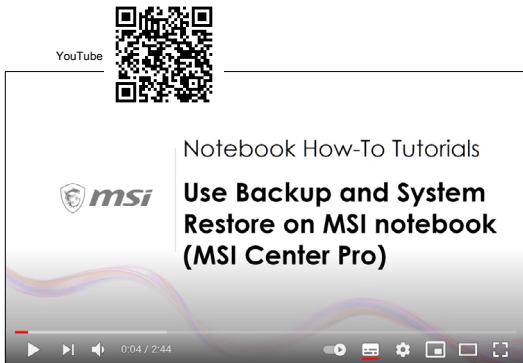 YouTube
Notebook How-To Tutorials
msi
Use Backup and System
Restore on MSI notebook
(MSI Center Pro)
0:04 / 2:44